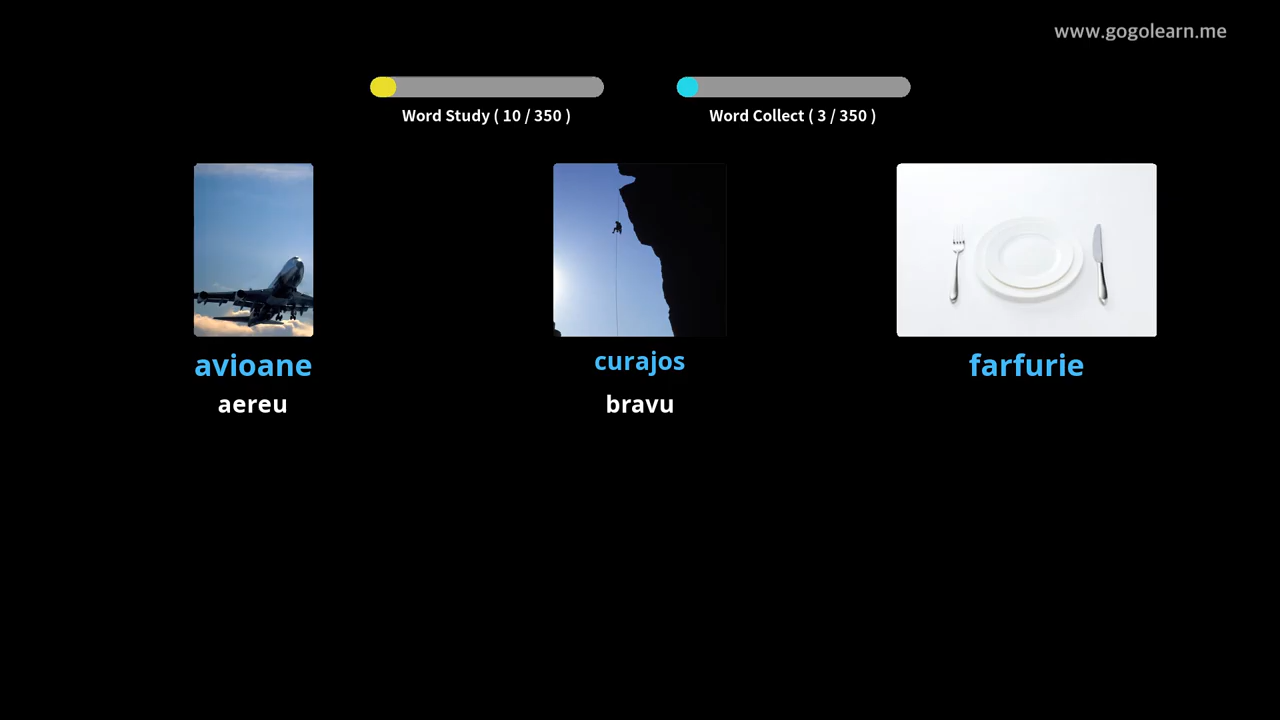 www.gogolearn.me
Word Study ( 10 / 350 )
Word Collect ( 3 / 350 )
avioane
aereu
curajos
bravu
farfurie